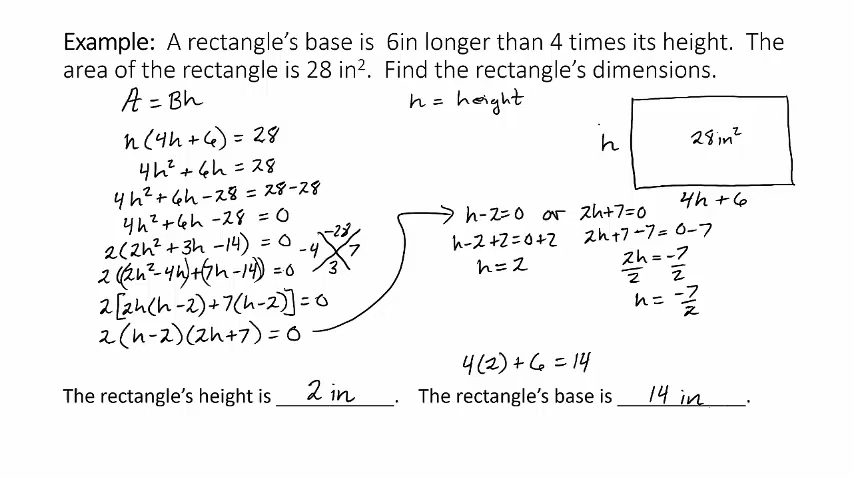 Example: A rectangle's base is 6in longer than 4 times its height. The
area of the rectangle is 28 in². Find the rectangle's dimensions.
A = Bh
h(4h+6) = 28
4h² + 6h = 28
4h² + 6h - 28 = 28 - 28
4h² + 6h - 28 = 0
2(2h² + 3h - 14) = 0
-28
-4 7
3
2((2h² - 4h) + (7h - 14)) = 0
2[2h(h-2) + 7(h-2)] = 0
2(h-2)(2h+7) = 0
h = height
h-2=0 or 2h+7=0
h-2+2=0+2 2h+7-7=0-7
h=2
2h/2 = -7/2
h = -7/2
h
28in²
4h+6
4(2)+6=14
The rectangle's height is 2 in. The rectangle's base is 14 in.